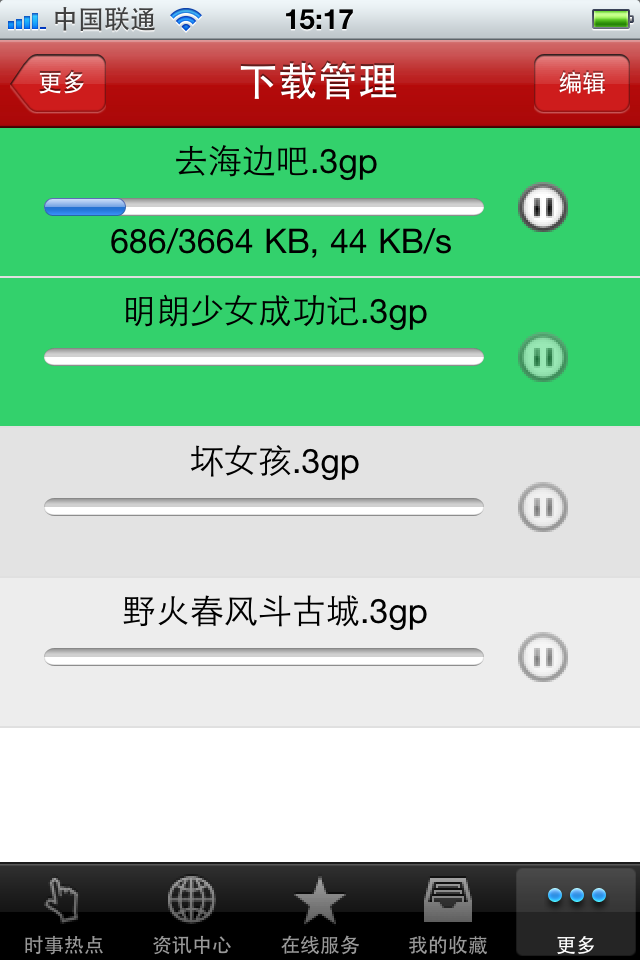 中国联通 15:17
更多 下载管理 编辑
去海边吧.3gp
686/3664 KB, 44 KB/s
明朗少女成功记.3gp
坏女孩.3gp
野火春风斗古城.3gp
时事热点 资讯中心 在线服务 我的收藏 更多